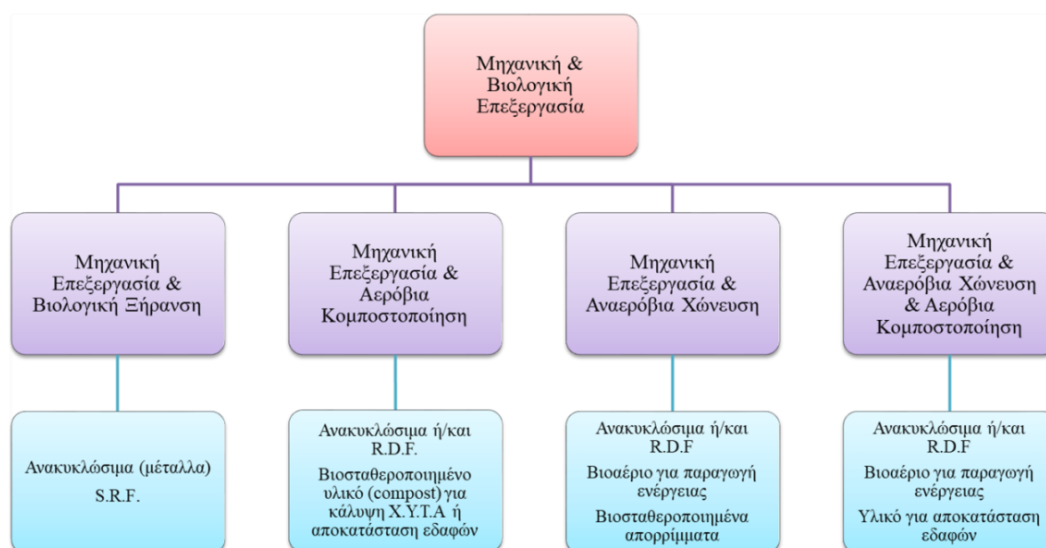 Μηχανική &
Βιολογική
Επεξεργασία
Μηχανική
Επεξεργασία &
Βιολογική Ξήρανση
Μηχανική
Επεξεργασία &
Αερόβια
Κομποστοποίηση
Μηχανική
Επεξεργασία &
Αναερόβια Χώνευση
Μηχανική
Επεξεργασία &
Αναερόβια Χώνευση
& Αερόβια
Κομποστοποίηση
Ανακυκλώσιμα (μέταλλα)
S.R.F.
Ανακυκλώσιμα ή/και
R.D.F.
Βιοσταθεροποιημένο
υλικό (compost) για
κάλυψη Χ.Υ.Τ.Α ή
αποκατάσταση εδαφών
Ανακυκλώσιμα ή/και
R.D.F
Βιοαέριο για παραγωγή
ενέργειας
Βιοσταθεροποιημένα
απορρίμματα
Ανακυκλώσιμα ή/και
R.D.F
Βιοαέριο για παραγωγή
ενέργειας
Υλικό για αποκατάσταση
εδαφών